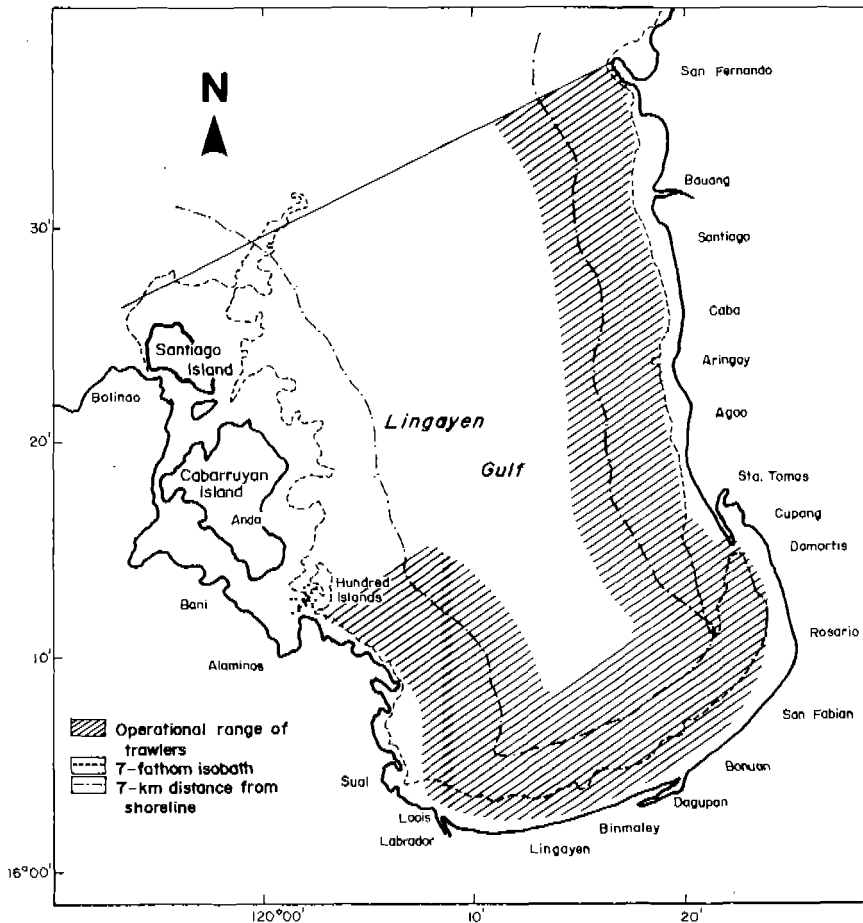 N
San Fernando
Bauang
30'
Santiago
Caba
Santiago
Island
Aringay
Bolinao
Agoo
Lingayen
20'
Gulf
Cabarruyan
Island
Sta. Tomas
Anda
Cupang
Damortis
Hundred
Islands
Bani
Rosario
10'
Alaminos
San Fabian
Operational range of
trawlers
7-fathom isobath
7-km distance from
shoreline
Bonuan
Sual
Dagupan
Laois
Binmaley
Labrador
Lingayen
16°00'
120°00'
10'
20'